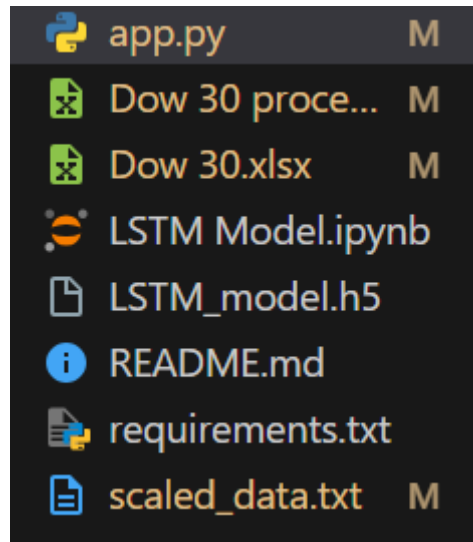 app.py M
Dow 30 proce... M
Dow 30.xlsx M
LSTM Model.ipynb
LSTM_model.h5
README.md
requirements.txt
scaled_data.txt M